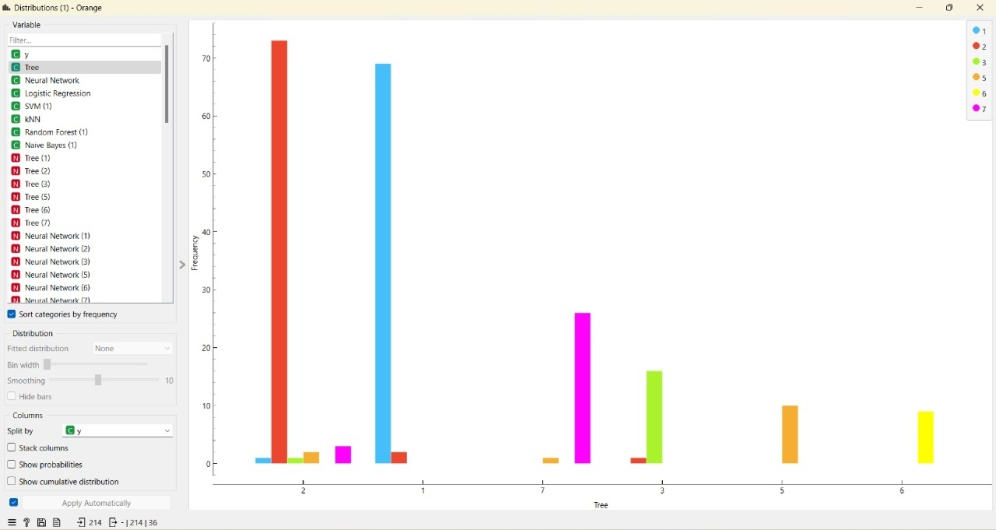 Distributions (1) - Orange
Variable
Filter...
C y
C Tree
C Neural Network
C Logistic Regression
C SVM (1)
C kNN
C Random Forest (1)
C Naive Bayes (1)
N Tree (1)
N Tree (2)
N Tree (3)
N Tree (5)
N Tree (6)
N Tree (7)
N Neural Network (1)
N Neural Network (2)
N Neural Network (3)
N Neural Network (5)
N Neural Network (6)
N Neural Network (7)
Sort categories by frequency
Distribution
Fitted distribution None
Bin width
Smoothing 10
Hide bars
Columns
Split by C y
Stack columns
Show probabilities
Show cumulative distribution
Apply Automatically
? 214 - | 214 | 36
Frequency
70
60
50
40
30
20
10
0
2 1 7 3 5 6
Tree
1
2
3
5
6
7